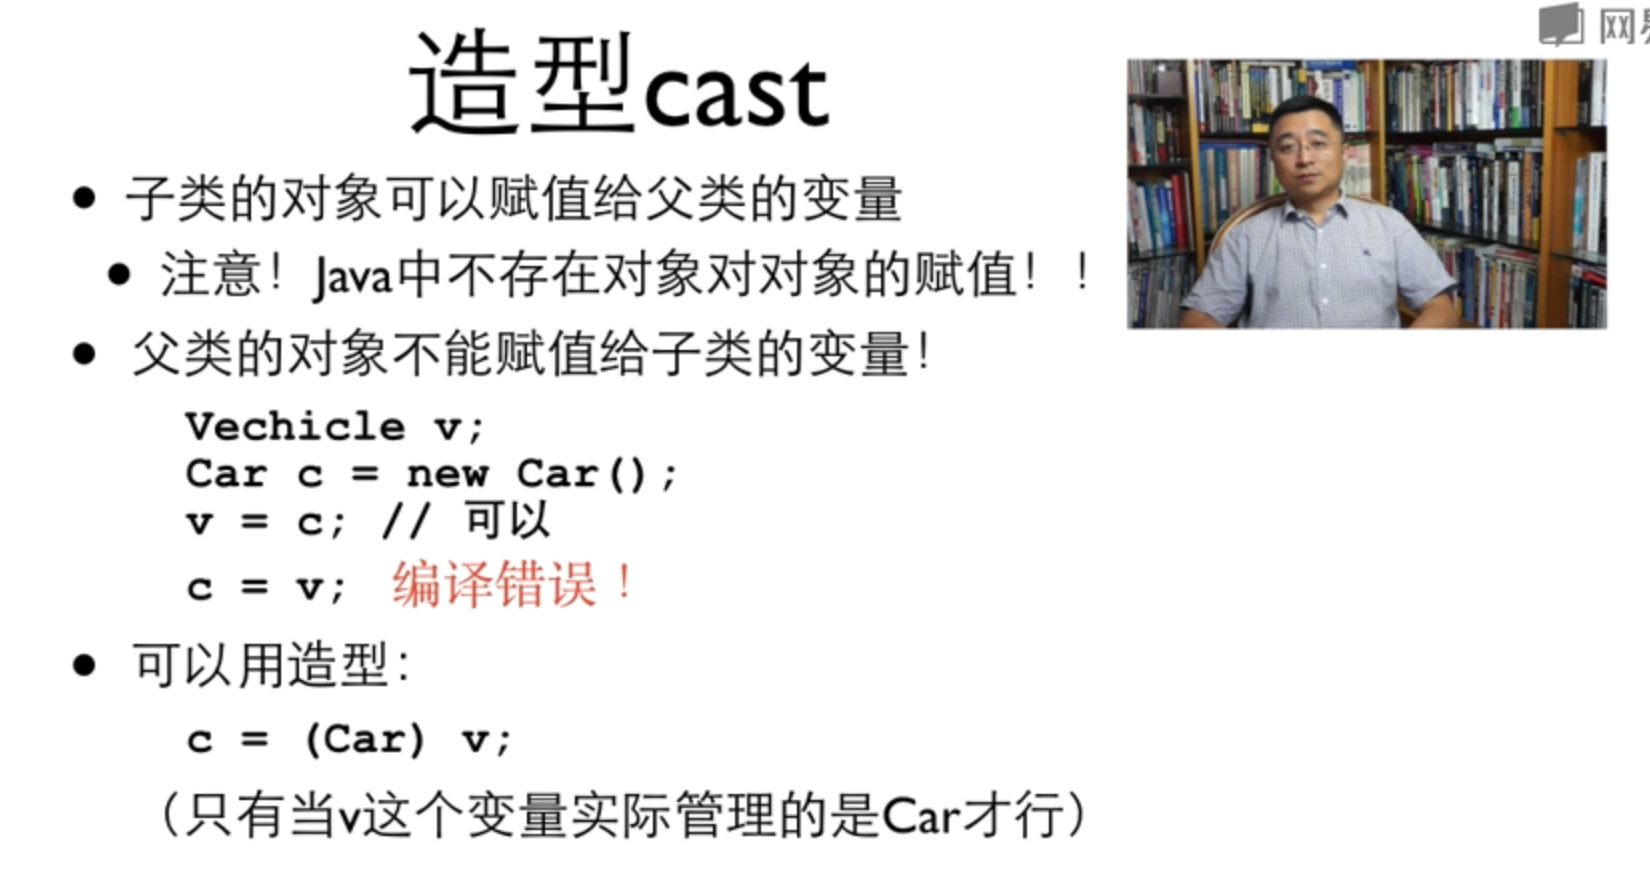 造型cast
子类的对象可以赋值给父类的变量
注意！Java中不存在对象对对象的赋值！！
父类的对象不能赋值给子类的变量！
Vechicle v;
Car c = new Car();
v = c; // 可以
c = v; 编译错误！
可以用造型：
c = (Car) v;
（只有当v这个变量实际管理的是Car才行）